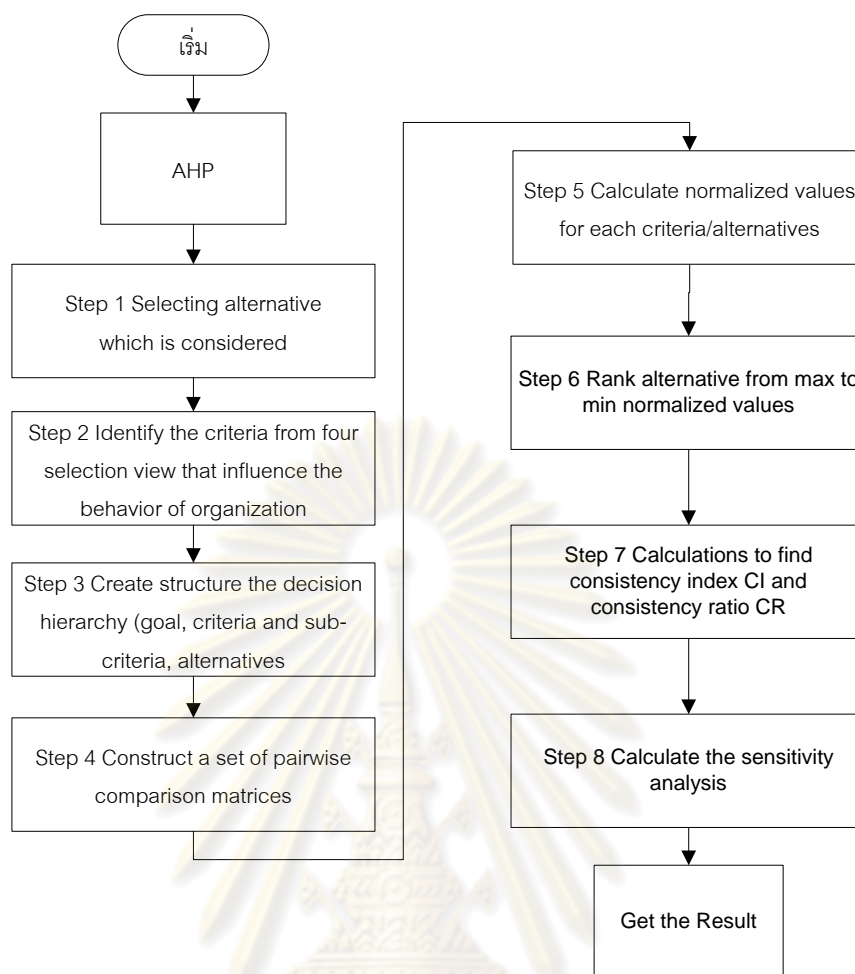 เริ่ม
AHP
Step 1 Selecting alternative
which is considered
Step 2 Identify the criteria from four
selection view that influence the
behavior of organization
Step 3 Create structure the decision
hierarchy (goal, criteria and sub-
criteria, alternatives
Step 4 Construct a set of pairwise
comparison matrices
Step 5 Calculate normalized values
for each criteria/alternatives
Step 6 Rank alternative from max to
min normalized values
Step 7 Calculations to find
consistency index CI and
consistency ratio CR
Step 8 Calculate the sensitivity
analysis
Get the Result